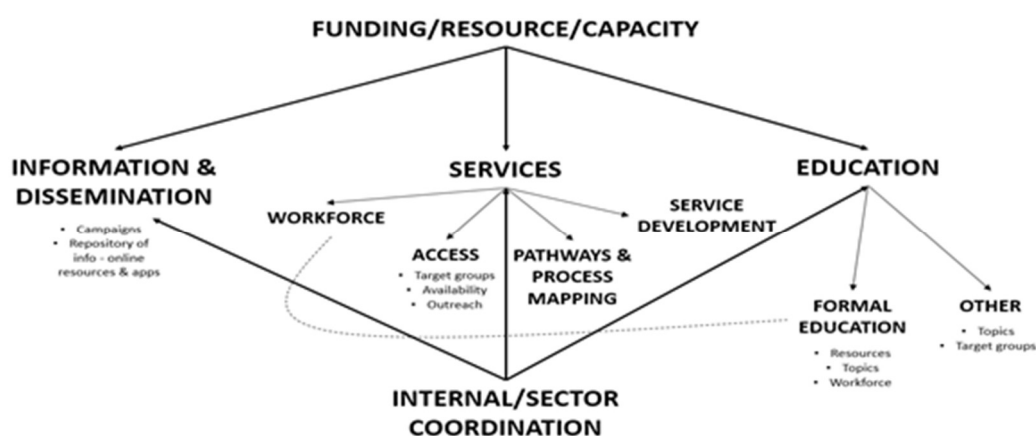 FUNDING/RESOURCE/CAPACITY
INFORMATION &
DISSEMINATION
• Campaigns
• Repository of
info - online
resources & apps
SERVICES
WORKFORCE
ACCESS
• Target groups
• Availability
• Outreach
PATHWAYS &
PROCESS
MAPPING
SERVICE
DEVELOPMENT
EDUCATION
FORMAL
EDUCATION
• Resources
• Topics
• Workforce
OTHER
• Topics
• Target groups
INTERNAL/SECTOR
COORDINATION